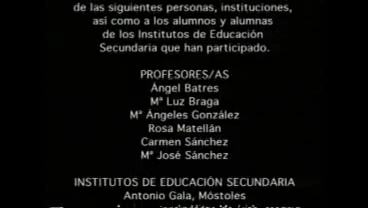 de las siguientes personas, instituciones,
así como a los alumnos y alumnas
de los Institutos de Educación
Secundaria que han participado.
PROFESORES/AS
Ángel Batres
Mª Luz Braga
Mª Ángeles González
Rosa Matellán
Carmen Sánchez
Mª José Sánchez
INSTITUTOS DE EDUCACIÓN SECUNDARIA
Antonio Gala, Móstoles